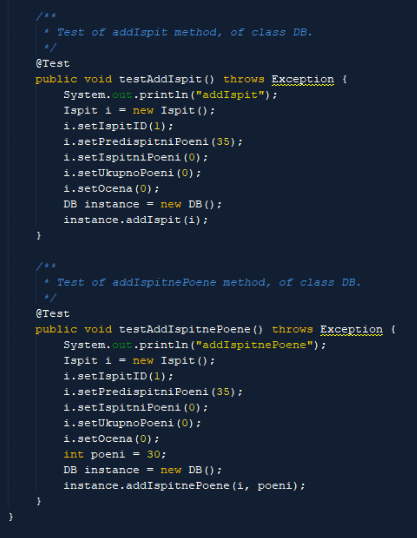 /**
 * Test of addIspit method, of class DB.
 */
@Test
public void testAddIspit() throws Exception {
System.out.println("addIspit");
Ispit i = new Ispit();
i.setIspitID(1);
i.setPredispitniPoeni(35);
i.setIspitniPoeni(0);
i.setUkupnoPoeni(0);
i.setOcena(0);
DB instance = new DB();
instance.addIspit(i);
}
/**
 * Test of addIspitnePoene method, of class DB.
 */
@Test
public void testAddIspitnePoene() throws Exception {
System.out.println("addIspitnePoene");
Ispit i = new Ispit();
i.setIspitID(1);
i.setPredispitniPoeni(35);
i.setIspitniPoeni(0);
i.setUkupnoPoeni(0);
i.setOcena(0);
int poeni = 30;
DB instance = new DB();
instance.addIspitnePoene(i, poeni);
}
}